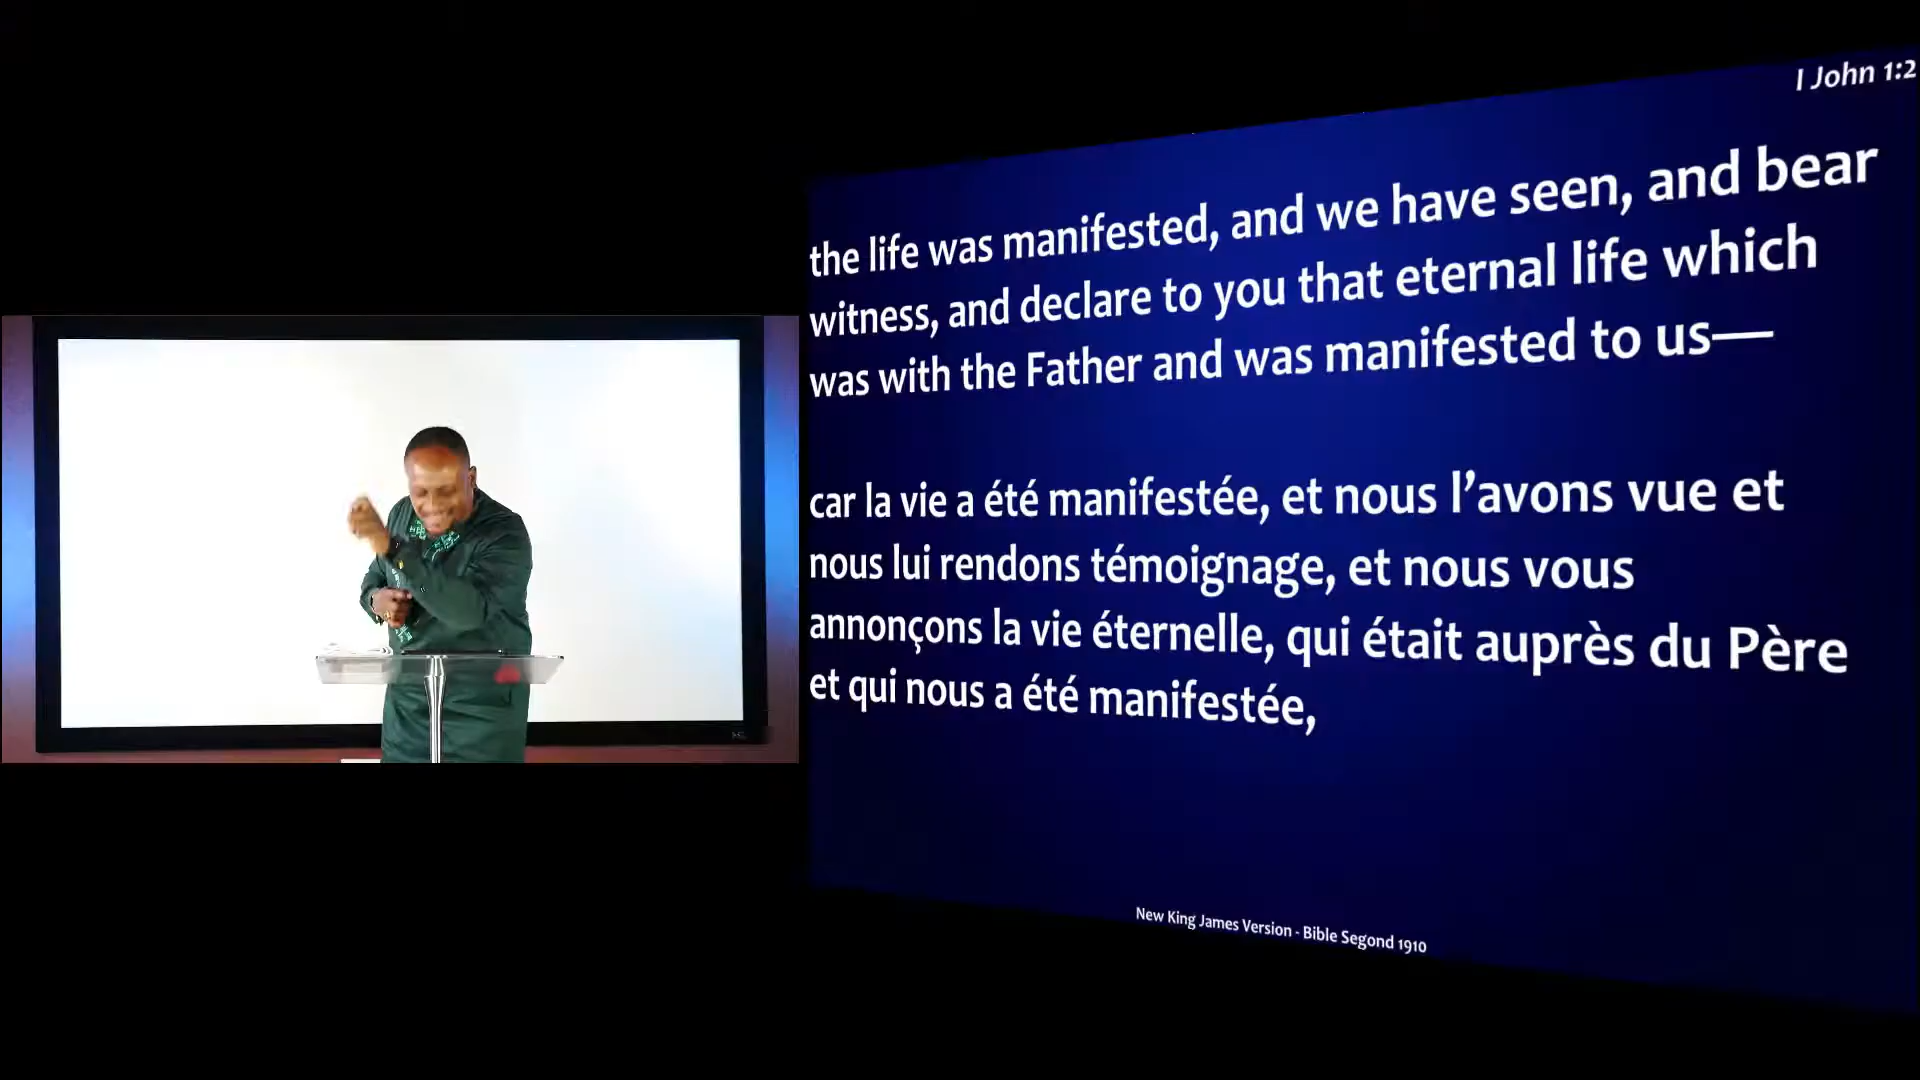 I John 1:2
the life was manifested, and we have seen, and bear
witness, and declare to you that eternal life which
was with the Father and was manifested to us—
car la vie a été manifestée, et nous l’avons vue et
nous lui rendons témoignage, et nous vous
annonçons la vie éternelle, qui était auprès du Père
et qui nous a été manifestée,
New King James Version - Bible Segond 1910